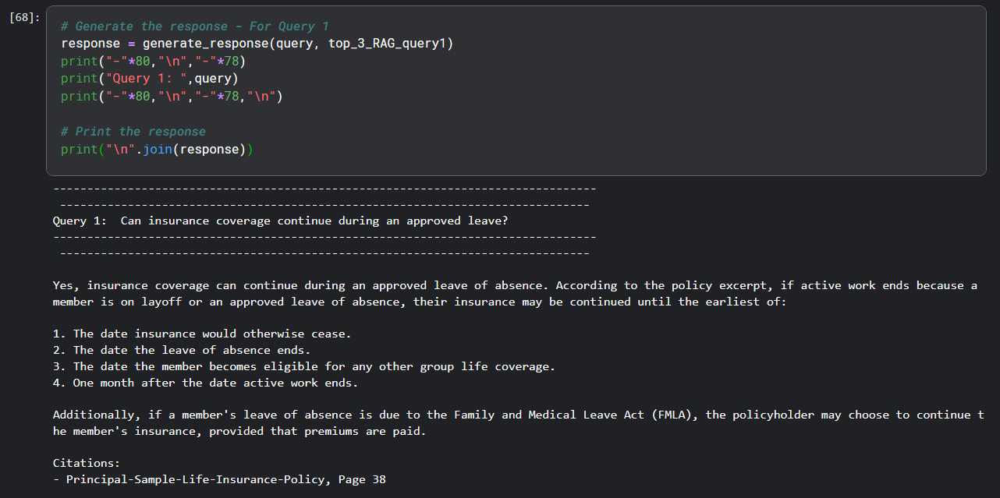 [68]:
# Generate the response - For Query 1
response = generate_response(query, top_3_RAG_query1)
print("-"*80,"\n","-"*78)
print("Query 1: ",query)
print("-"*80,"\n","-"*78,"\n")
# Print the response
print("\n".join(response))
--------------------------------------------------------------------------------
 ------------------------------------------------------------------------------
Query 1:  Can insurance coverage continue during an approved leave?
--------------------------------------------------------------------------------
 ------------------------------------------------------------------------------
Yes, insurance coverage can continue during an approved leave of absence. According to the policy excerpt, if active work ends because a
member is on layoff or an approved leave of absence, their insurance may be continued until the earliest of:
1. The date insurance would otherwise cease.
2. The date the leave of absence ends.
3. The date the member becomes eligible for any other group life coverage.
4. One month after the date active work ends.
Additionally, if a member's leave of absence is due to the Family and Medical Leave Act (FMLA), the policyholder may choose to continue t
he member's insurance, provided that premiums are paid.
Citations:
- Principal-Sample-Life-Insurance-Policy, Page 38